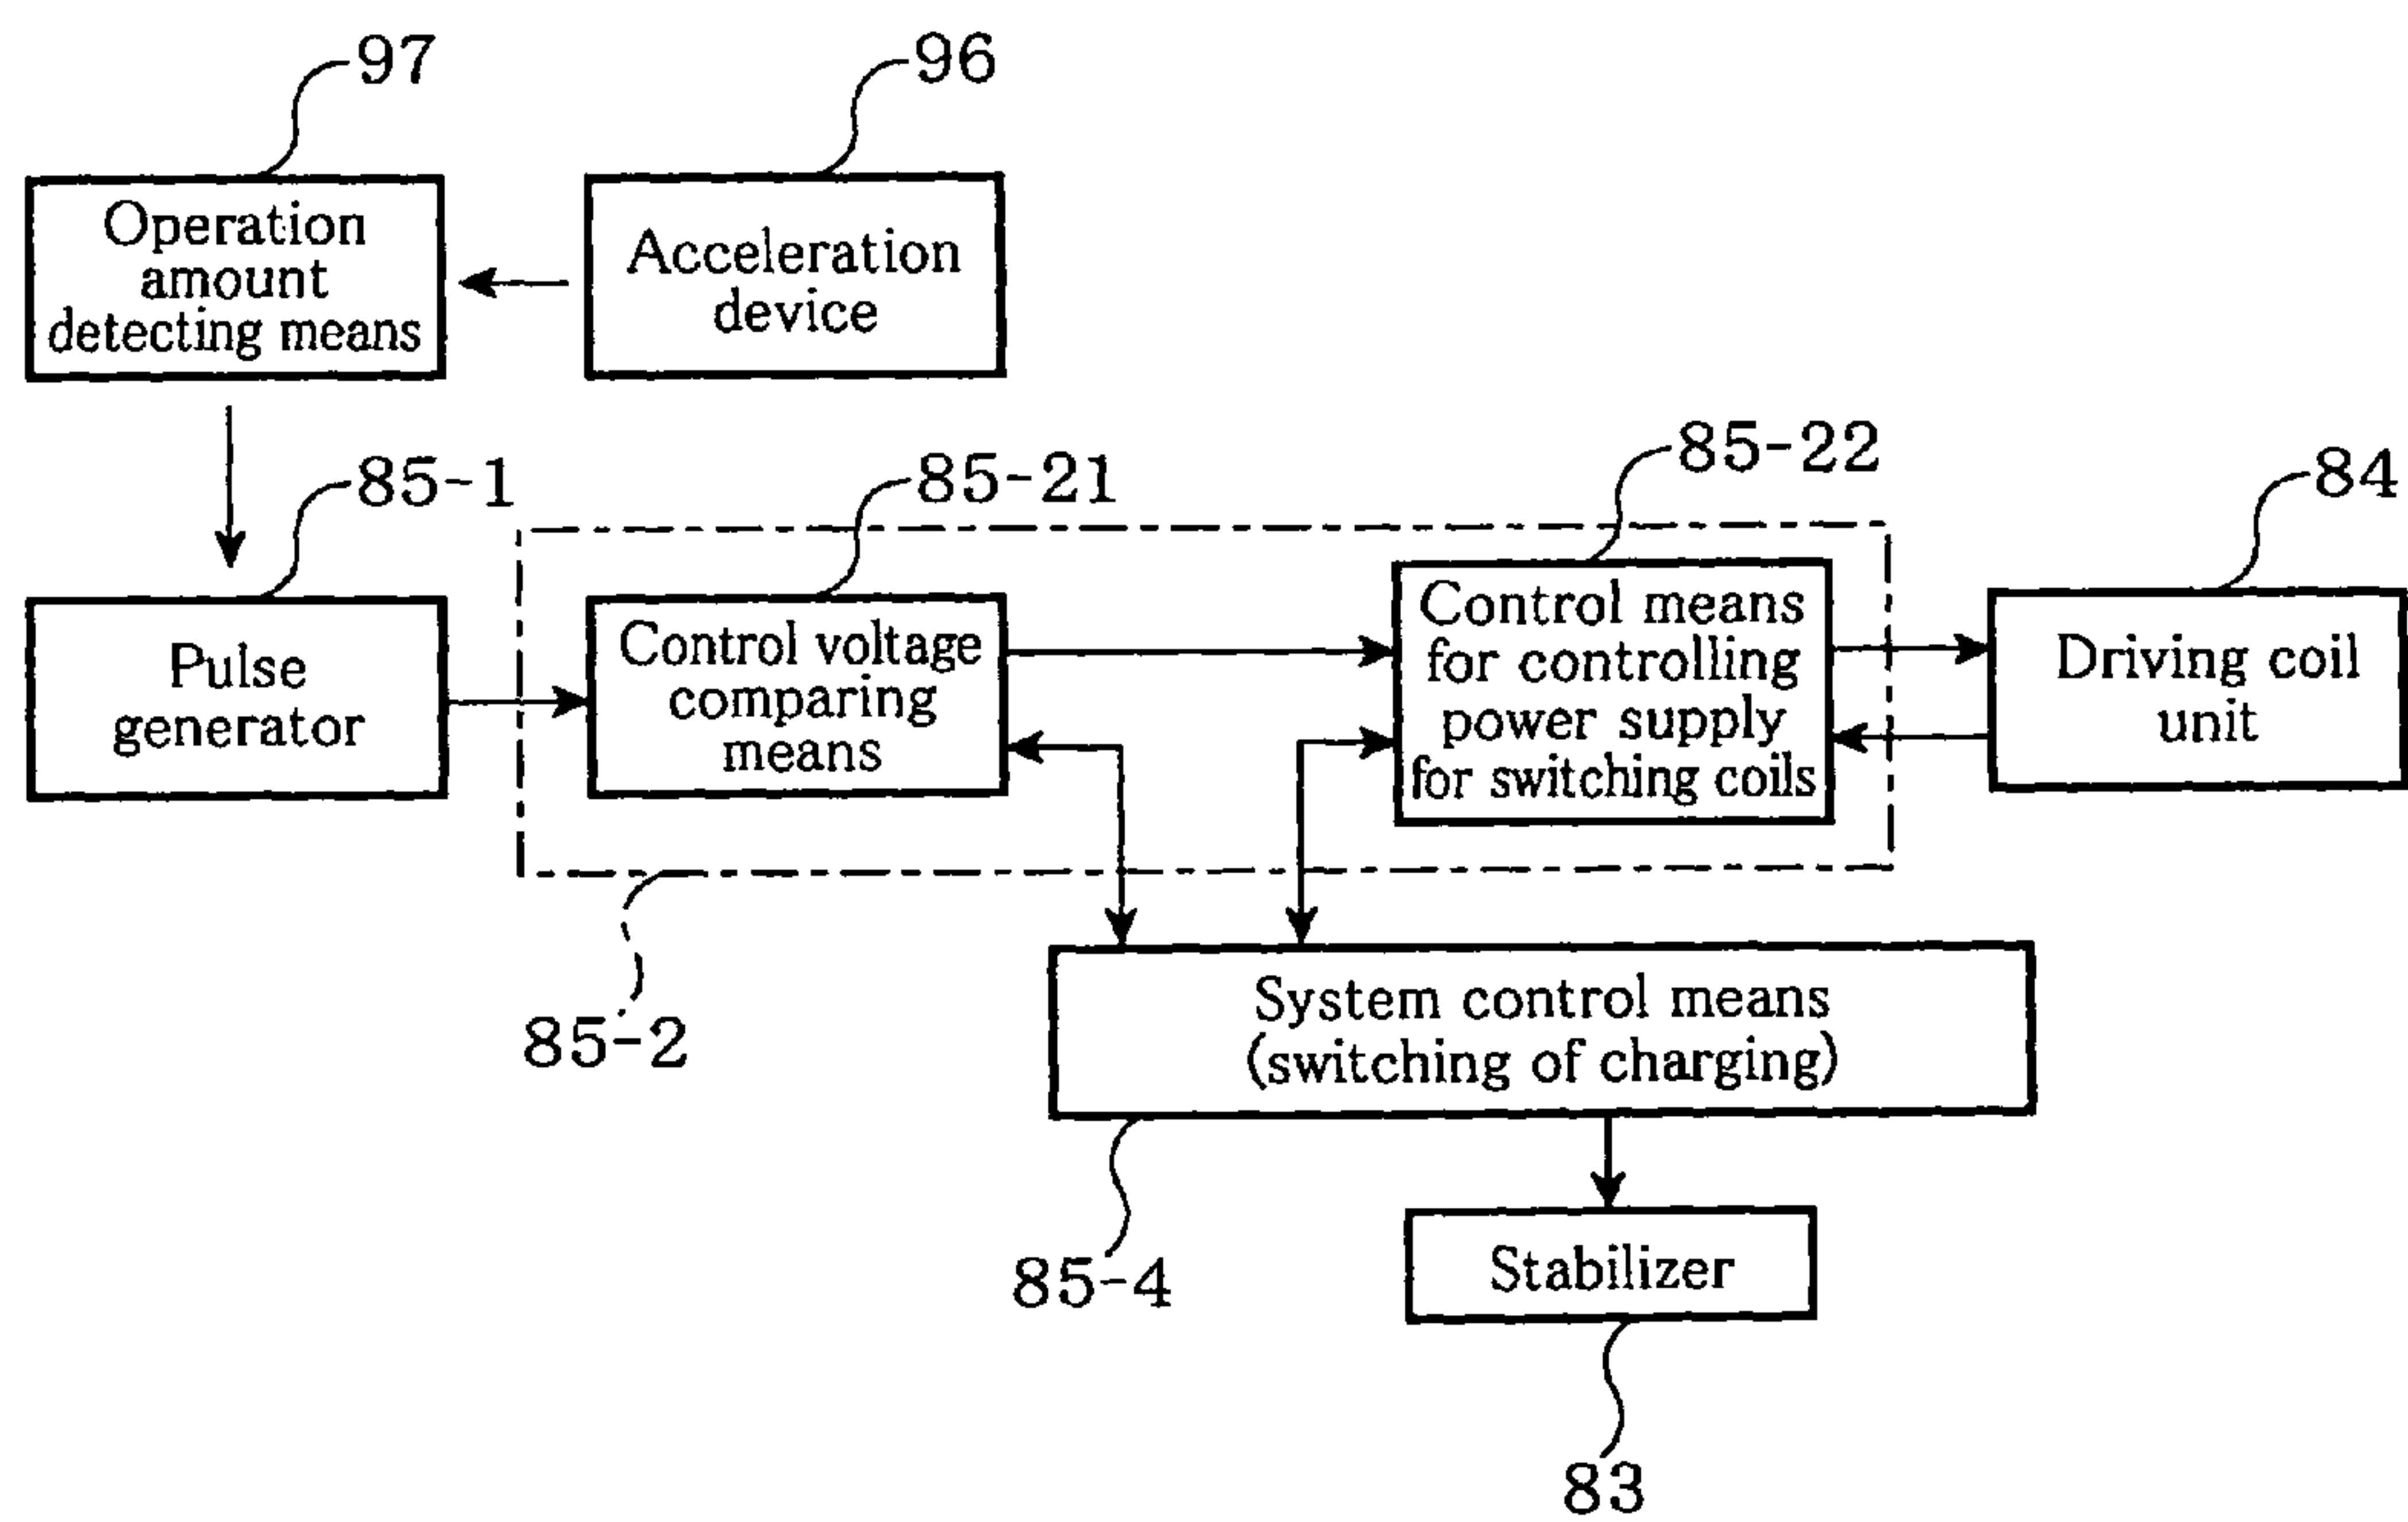 97
96
Operation
amount
detecting means
Acceleration
device
85-1
85-21
85-22
84
Pulse
generator
Control voltage
comparing
means
Control means
for controlling
power supply
for switching coils
Driving coil
unit
85-2
System control means
(switching of charging)
85-4
Stabilizer
83